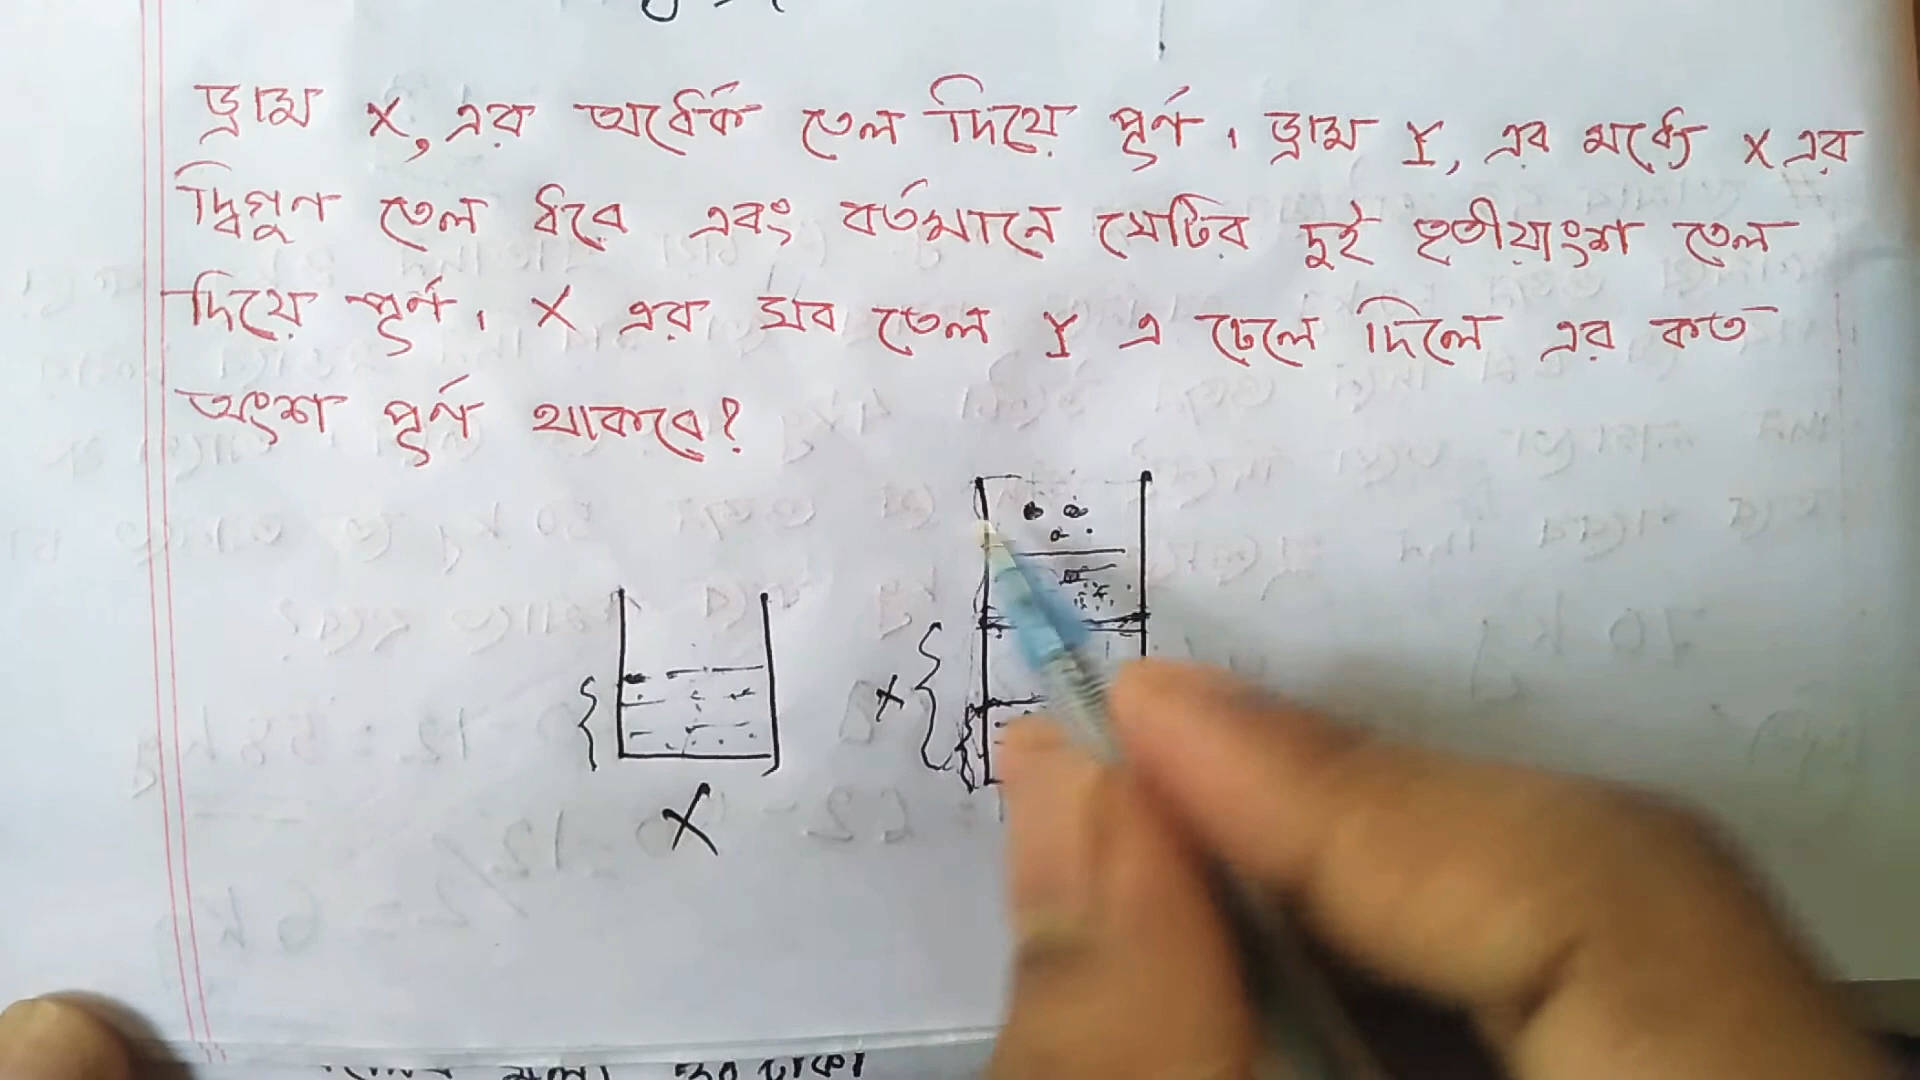 ড্রাম X, এর অর্ধেক তেল দিয়ে পূর্ণ। ড্রাম Y, এর মধ্যে X এর
দ্বিগুণ তেল ধরে এবং বর্তমানে সেটির দুই তৃতীয়াংশ তেল
দিয়ে পূর্ণ। X এর সব তেল Y এ ঢেলে দিলে এর কত
অংশ পূর্ণ থাকবে?
X
X